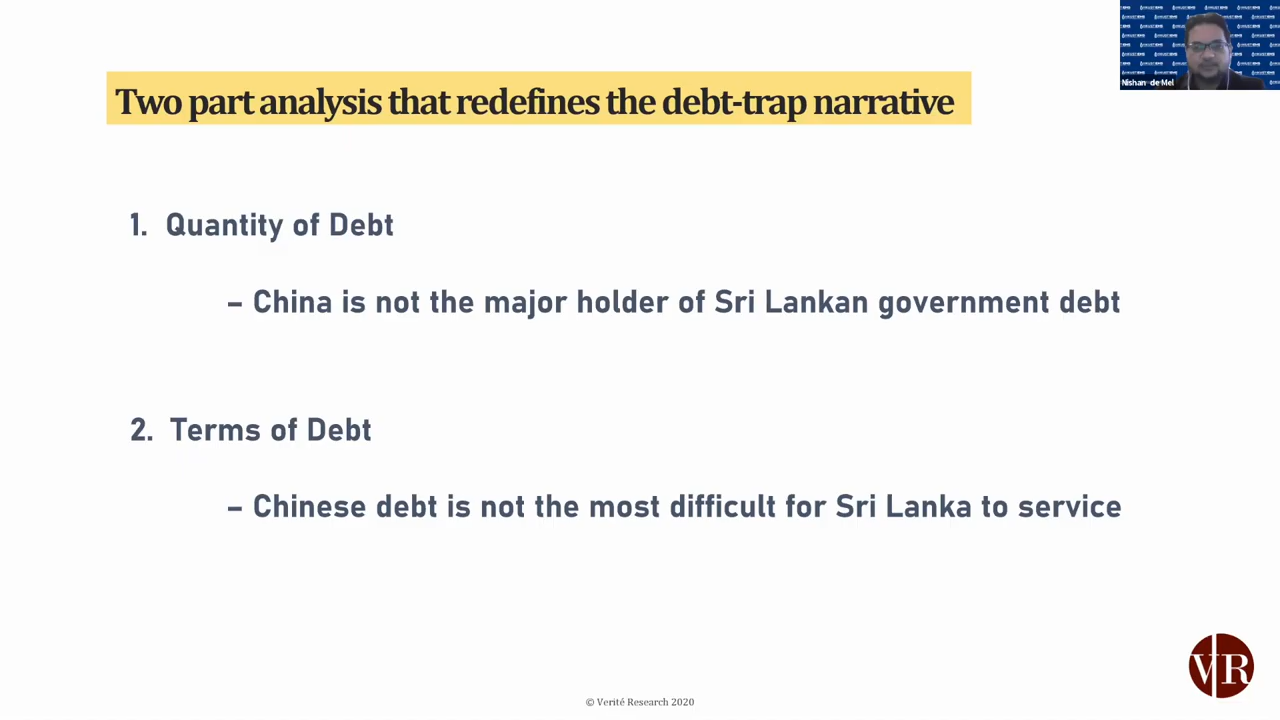 Nishan de Mel
Two part analysis that redefines the debt-trap narrative
1. Quantity of Debt
– China is not the major holder of Sri Lankan government debt
2. Terms of Debt
– Chinese debt is not the most difficult for Sri Lanka to service
VR
© Verité Research 2020